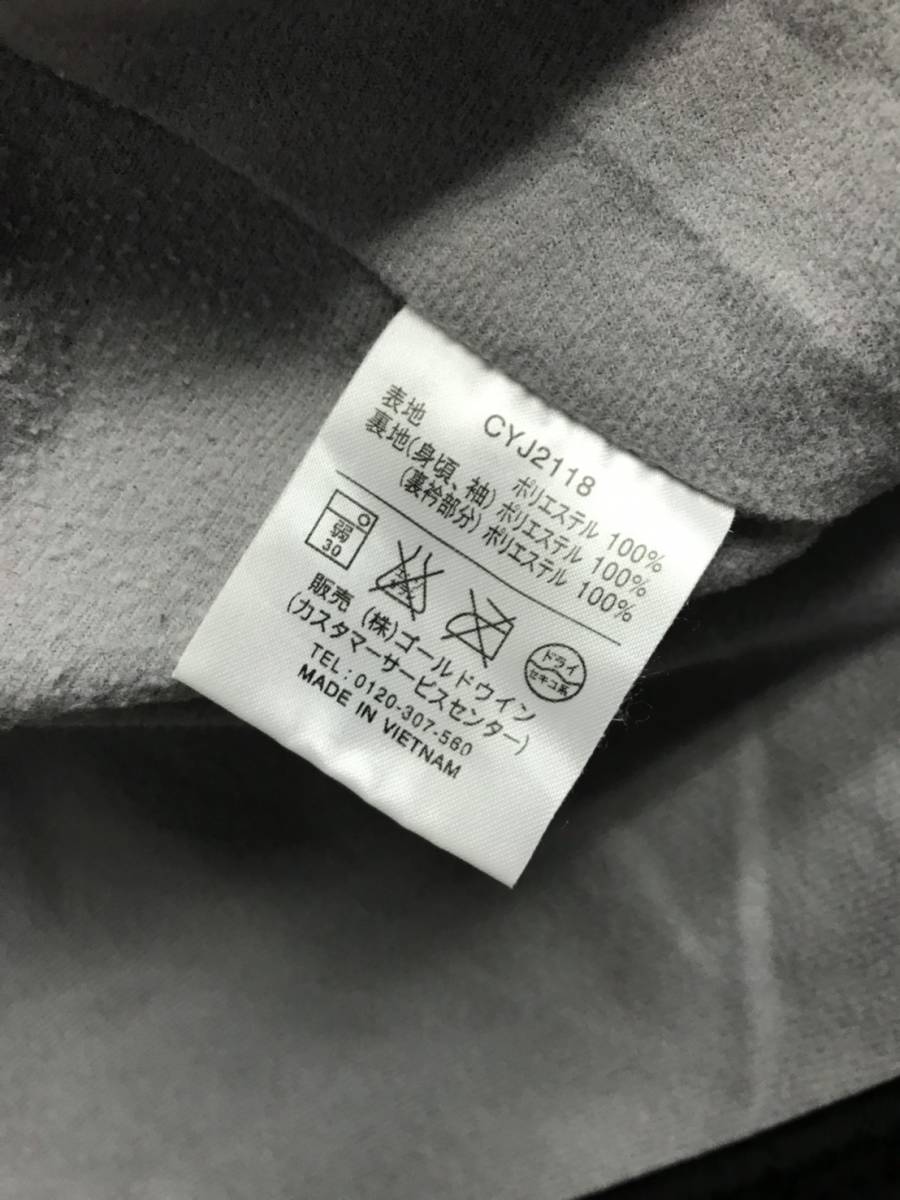 CYJ2118
表地 ポリエステル 100%
裏地(身頃、袖) ポリエステル 100%
(裏衿部分) ポリエステル 100%
弱
30
ドライ
セキユ系
販売 (株)ゴールドウイン
(カスタマーサービスセンター)
TEL:0120-307-560
MADE IN VIETNAM